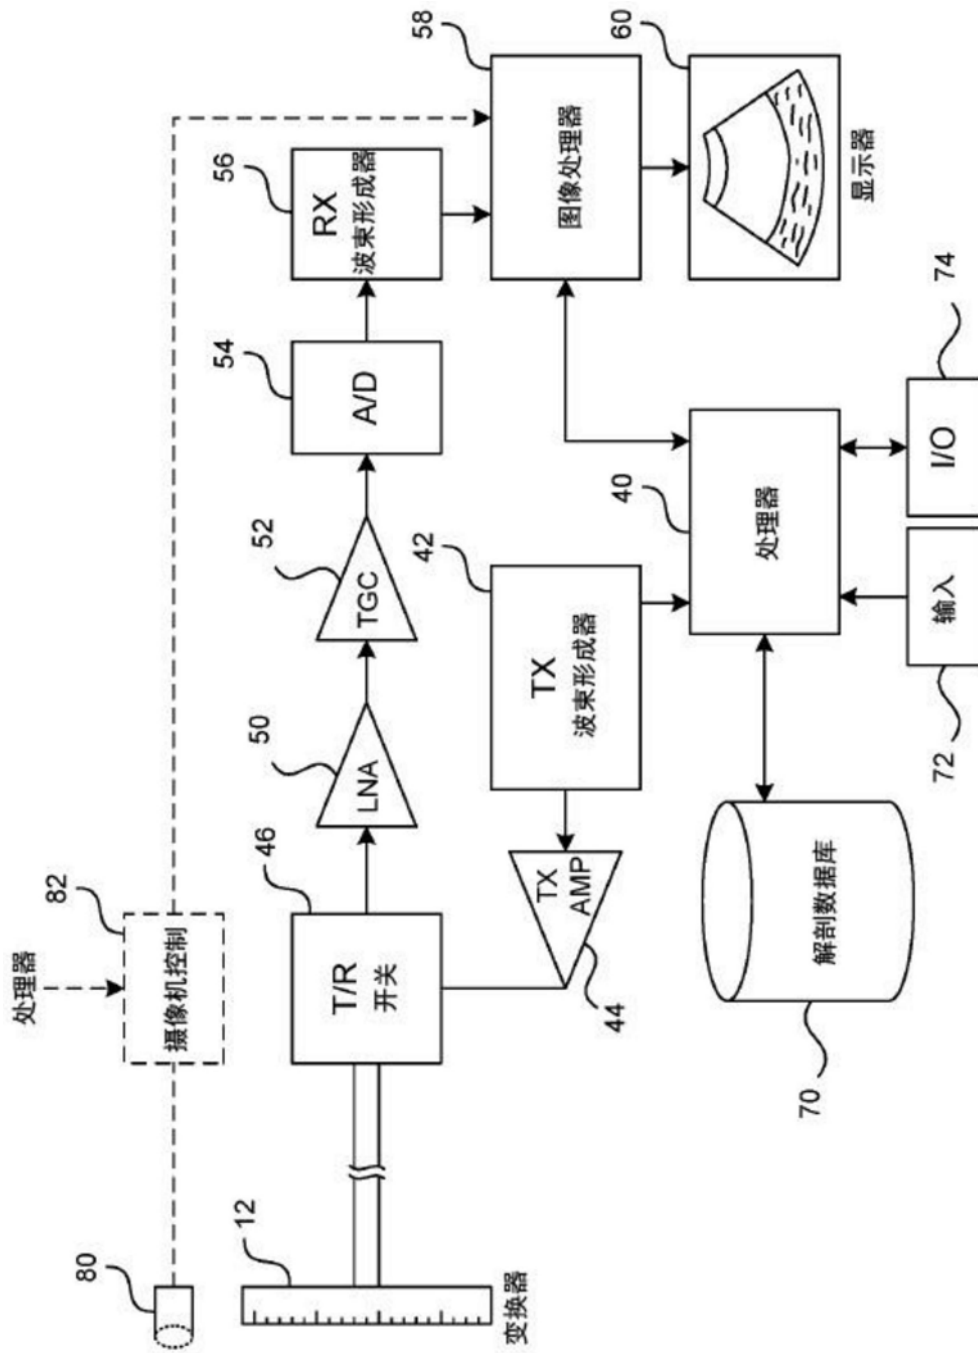 处理器
80
82
摄像机控制
12
变换器
46
T/R
开关
50
LNA
52
TGC
54
A/D
56
RX
波束形成器
58
图像处理器
60
显示器
44
TX
AMP
42
TX
波束形成器
40
处理器
70
解剖数据库
72
输入
74
I/O